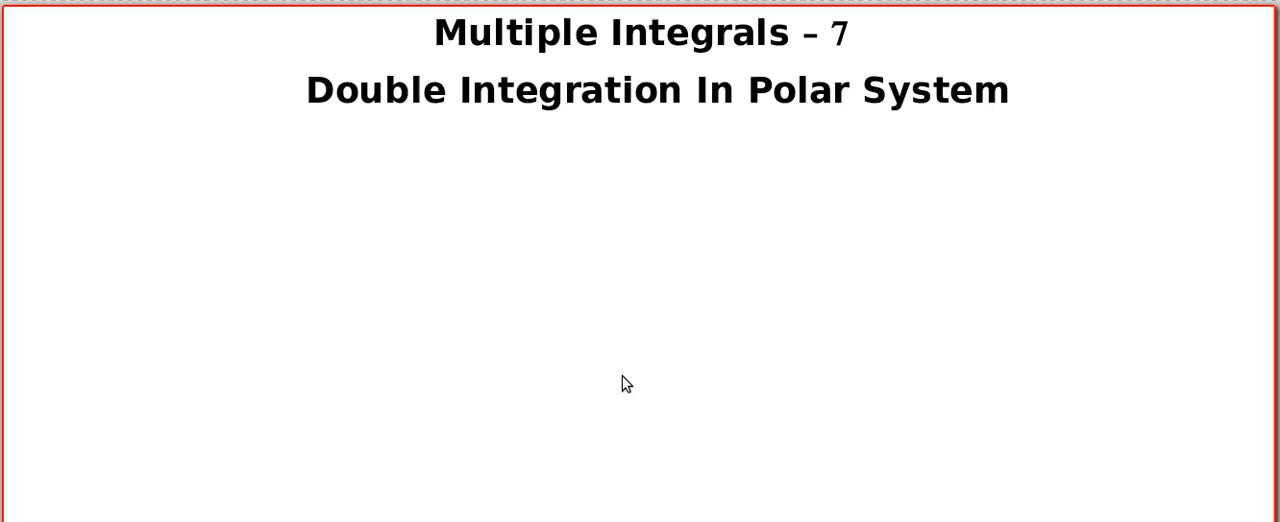 Multiple Integrals – 7
Double Integration In Polar System